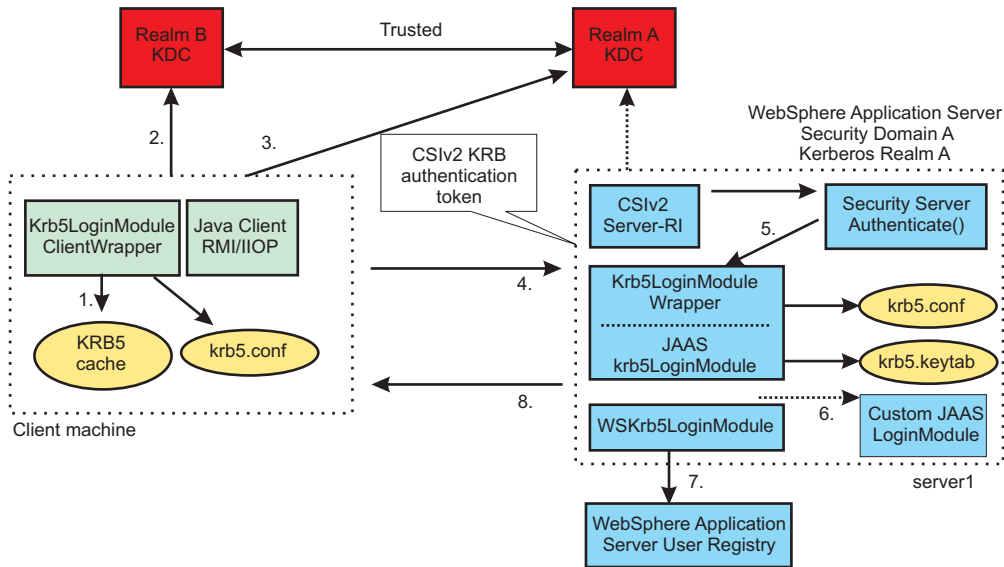 Realm B
KDC
Trusted
Realm A
KDC
WebSphere Application Server
Security Domain A
Kerberos Realm A
2.
3.
CSIv2 KRB
authentication
token
Krb5LoginModule
ClientWrapper
Java Client
RMI/IIOP
CSIv2
Server-RI
Security Server
Authenticate()
5.
4.
Krb5LoginModule
Wrapper
JAAS
krb5LoginModule
krb5.conf
krb5.keytab
1.
KRB5
cache
krb5.conf
8.
Client machine
WSKrb5LoginModule
6.
Custom JAAS
LoginModule
server1
7.
WebSphere Application
Server User Registry